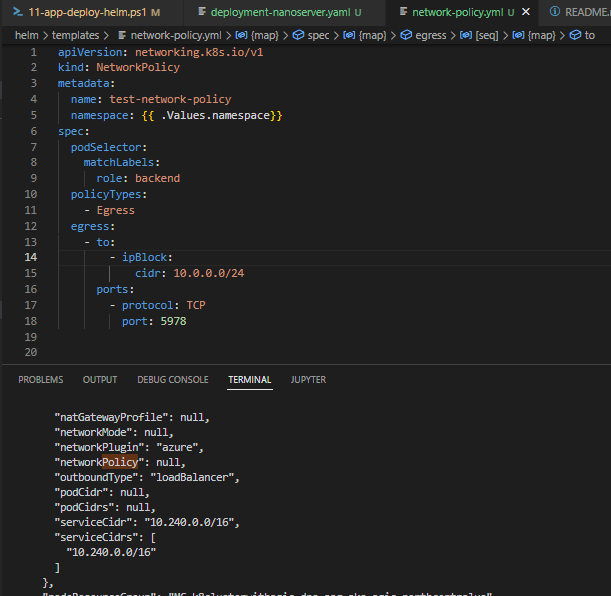 11-app-deploy-helm.ps1 M deployment-nanoserver.yaml U network-policy.yml U README.
helm > templates > network-policy.yml > {map} > spec > {map} > egress > [seq] > {map} > to
1 apiVersion: networking.k8s.io/v1
2 kind: NetworkPolicy
3 metadata:
4 name: test-network-policy
5 namespace: {{ .Values.namespace}}
6 spec:
7 podSelector:
8 matchLabels:
9 role: backend
10 policyTypes:
11 - Egress
12 egress:
13 - to:
14 - ipBlock:
15 cidr: 10.0.0.0/24
16 ports:
17 - protocol: TCP
18 port: 5978
19
20
PROBLEMS OUTPUT DEBUG CONSOLE TERMINAL JUPYTER
"natGatewayProfile": null,
"networkMode": null,
"networkPlugin": "azure",
"networkPolicy": null,
"outboundType": "loadBalancer",
"podCidr": null,
"podCidrs": null,
"serviceCidr": "10.240.0.0/16",
"serviceCidrs": [
"10.240.0.0/16"
]
},